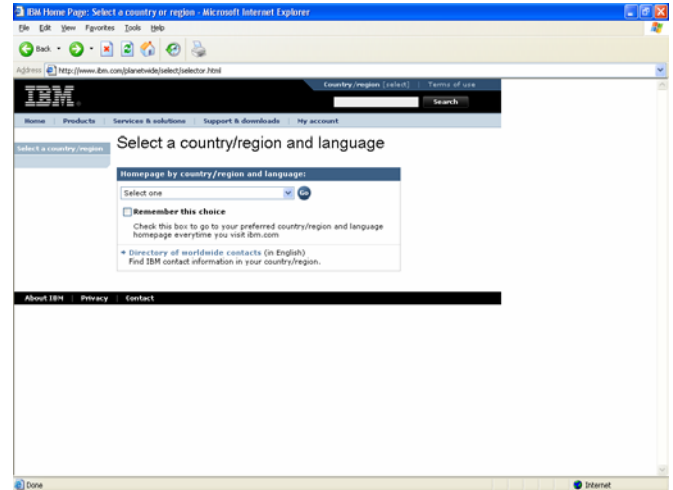 IBM Home Page: Select a country or region - Microsoft Internet Explorer
File Edit View Favorites Tools Help
Back
Address http://www.ibm.com/planetwide/select/selector.html
Country/region [select] | Terms of use
IBM
Search
Home | Products | Services & solutions | Support & downloads | My account
Select a country/region
Select a country/region and language
Homepage by country/region and language:
Select one Go
Remember this choice
Check this box to go to your preferred country/region and language
homepage everytime you visit ibm.com
Directory of worldwide contacts (in English)
Find IBM contact information in your country/region.
About IBM | Privacy | Contact
Done Internet